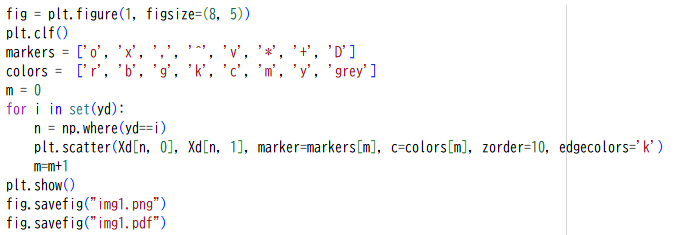 fig = plt.figure(1, figsize=(8, 5))
plt.clf()
markers = ['o', 'x', ',', '^', 'v', '*', '+', 'D']
colors =  ['r', 'b', 'g', 'k', 'c', 'm', 'y', 'grey']
m = 0
for i in set(yd):
    n = np.where(yd==i)
    plt.scatter(Xd[n, 0], Xd[n, 1], marker=markers[m], c=colors[m], zorder=10, edgecolors='k')
    m=m+1
plt.show()
fig.savefig("img1.png")
fig.savefig("img1.pdf")